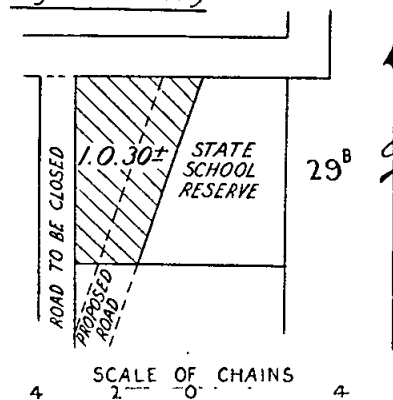 1.0.30±
STATE
SCHOOL
RESERVE
29ᴮ
ROAD TO BE CLOSED
PROPOSED
ROAD
SCALE OF CHAINS
4 2 0 4